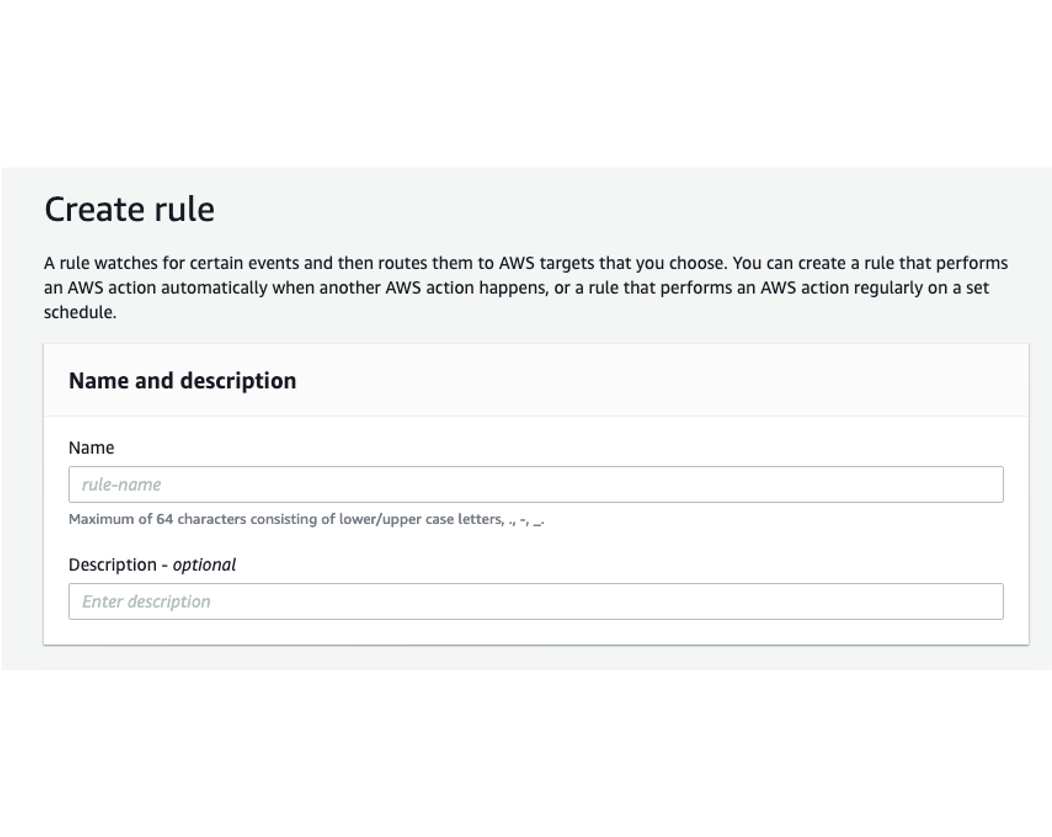 Create rule
A rule watches for certain events and then routes them to AWS targets that you choose. You can create a rule that performs
an AWS action automatically when another AWS action happens, or a rule that performs an AWS action regularly on a set
schedule.
Name and description
Name
rule-name
Maximum of 64 characters consisting of lower/upper case letters, ., -, _.
Description - optional
Enter description